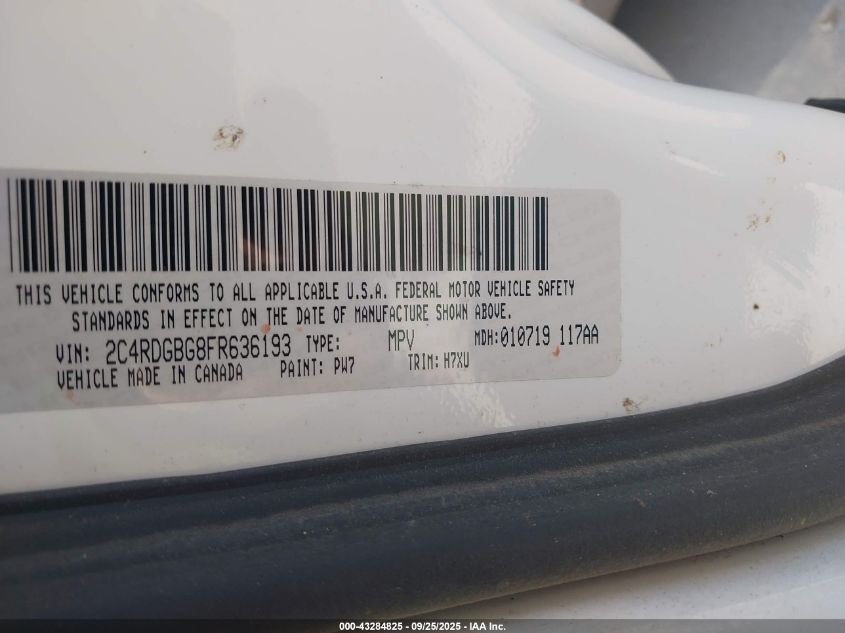 THIS VEHICLE CONFORMS TO ALL APPLICABLE U.S.A. FEDERAL MOTOR VEHICLE SAFETY
STANDARDS IN EFFECT ON THE DATE OF MANUFACTURE SHOWN ABOVE.
VIN: 2C4RDGBG8FR636193 TYPE: MPV MDH:010719 117AA
VEHICLE MADE IN CANADA PAINT: PW7 TRIM: H7XU
000-43284825 - 09/25/2025 - IAA Inc.